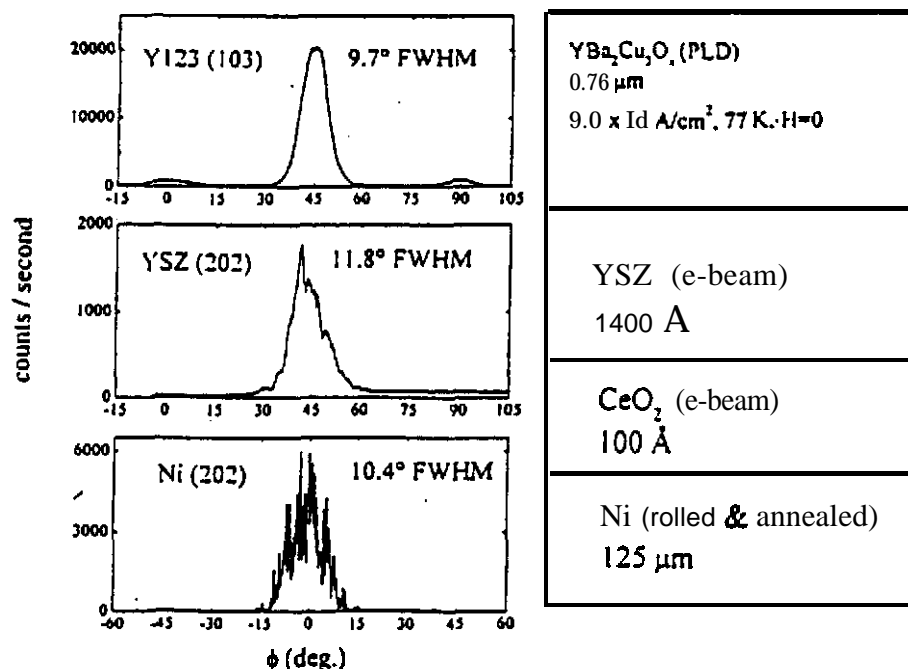 20000
10000
0
Y123 (103)
9.7° FWHM
-15 0 15 30 45 60 75 90 105
2000
1000
0
YSZ (202)
11.8° FWHM
-15 0 15 30 45 60 75 90 105
6000
3000
0
Ni (202)
10.4° FWHM
-60 -45 -30 -15 0 15 30 45 60
ϕ (deg.)
counts / second
YBa₂Cu₃Oₓ (PLD)
0.76 μm
9.0 x Id A/cm², 77 K, H=0
YSZ (e-beam)
1400 A
CeO₂ (e-beam)
100 Å
Ni (rolled & annealed)
125 μm